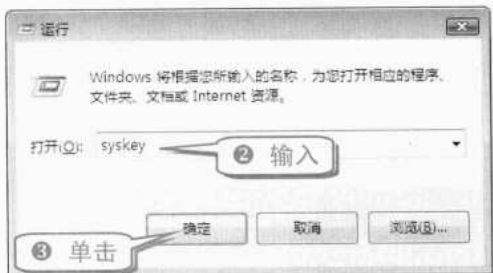 运行
Windows 将根据您所输入的名称，为您打开相应的程序、
文件夹、文档或 Internet 资源。
打开(O): syskey
❷ 输入
确定 取消 浏览(B)...
❸ 单击